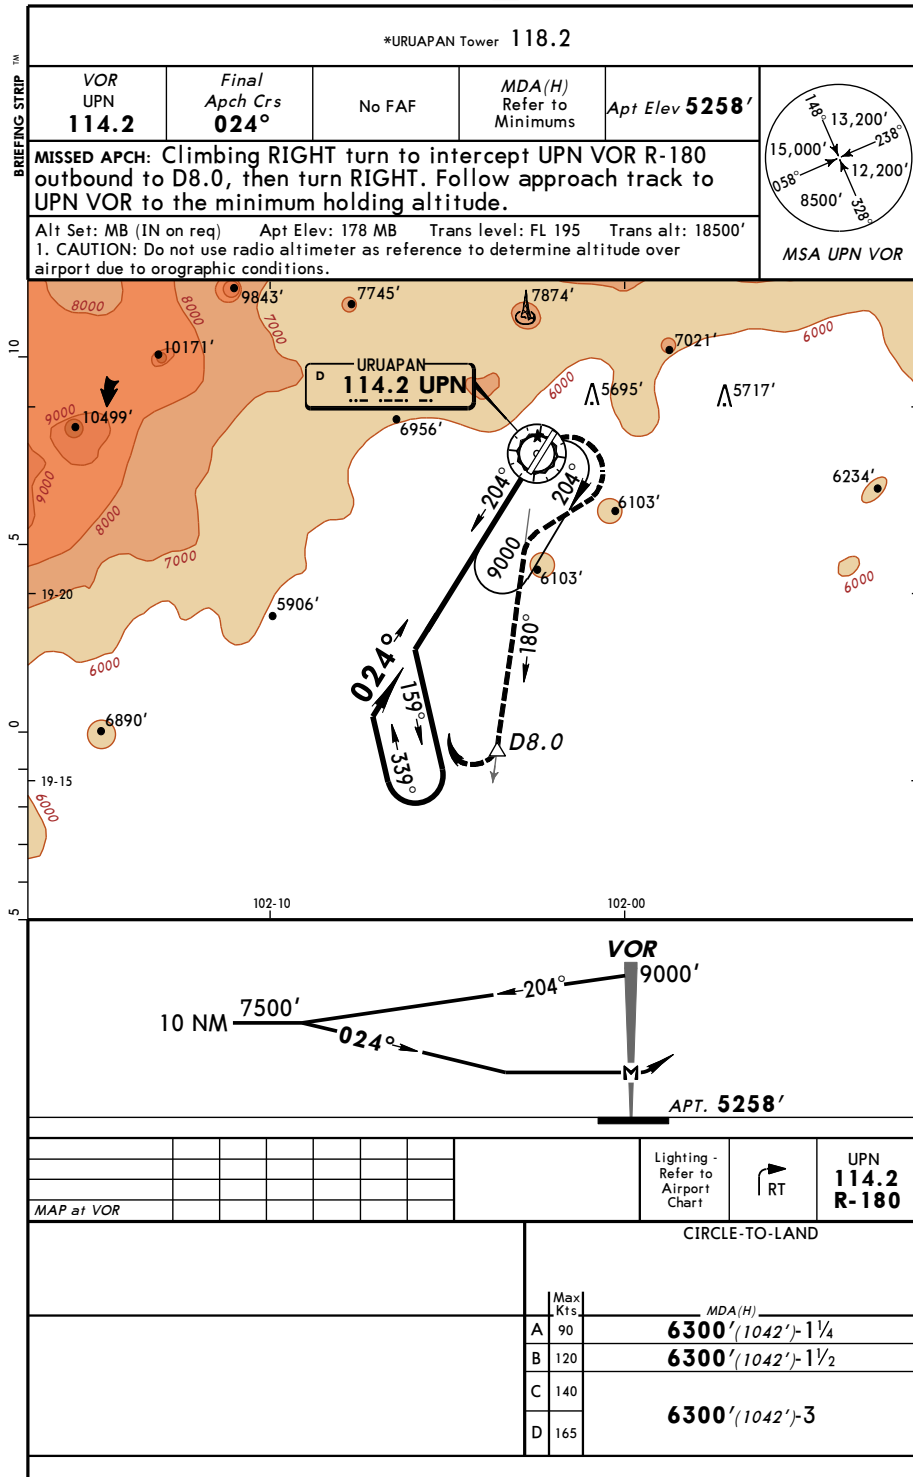 *URUAPAN Tower 118.2
BRIEFING STRIP TM
VOR
UPN
114.2
Final
Apch Crs
024°
No FAF
MDA(H)
Refer to
Minimums
Apt Elev 5258'
MISSED APCH: Climbing RIGHT turn to intercept UPN VOR R-180
outbound to D8.0, then turn RIGHT. Follow approach track to
UPN VOR to the minimum holding altitude.
Alt Set: MB (IN on req) Apt Elev: 178 MB Trans level: FL 195 Trans alt: 18500'
1. CAUTION: Do not use radio altimeter as reference to determine altitude over
airport due to orographic conditions.
148°
13,200'
238°
15,000'
12,200'
058°
8500'
328°
MSA UPN VOR
8000
8000
9843'
7000
7745'
7874'
7021'
6000
10
10171'
URUAPAN
D 114.2 UPN
6000
5695'
5717'
9000
10499'
6956'
9000
204°
204°
6234'
8000
6103'
5
7000
9000
6103'
6000
19-20
5906'
180°
6000
024°
159°
6890'
0
D8.0
339°
19-15
6000
5
102-10
102-00
VOR
9000'
204°
7500'
10 NM
024°
M
APT. 5258'
MAP at VOR
Lighting -
Refer to
Airport
Chart
RT
UPN
114.2
R-180
CIRCLE-TO-LAND
Max
Kts
MDA(H)
A 90 6300'(1042')-1¼
B 120 6300'(1042')-1½
C 140
6300'(1042')-3
D 165